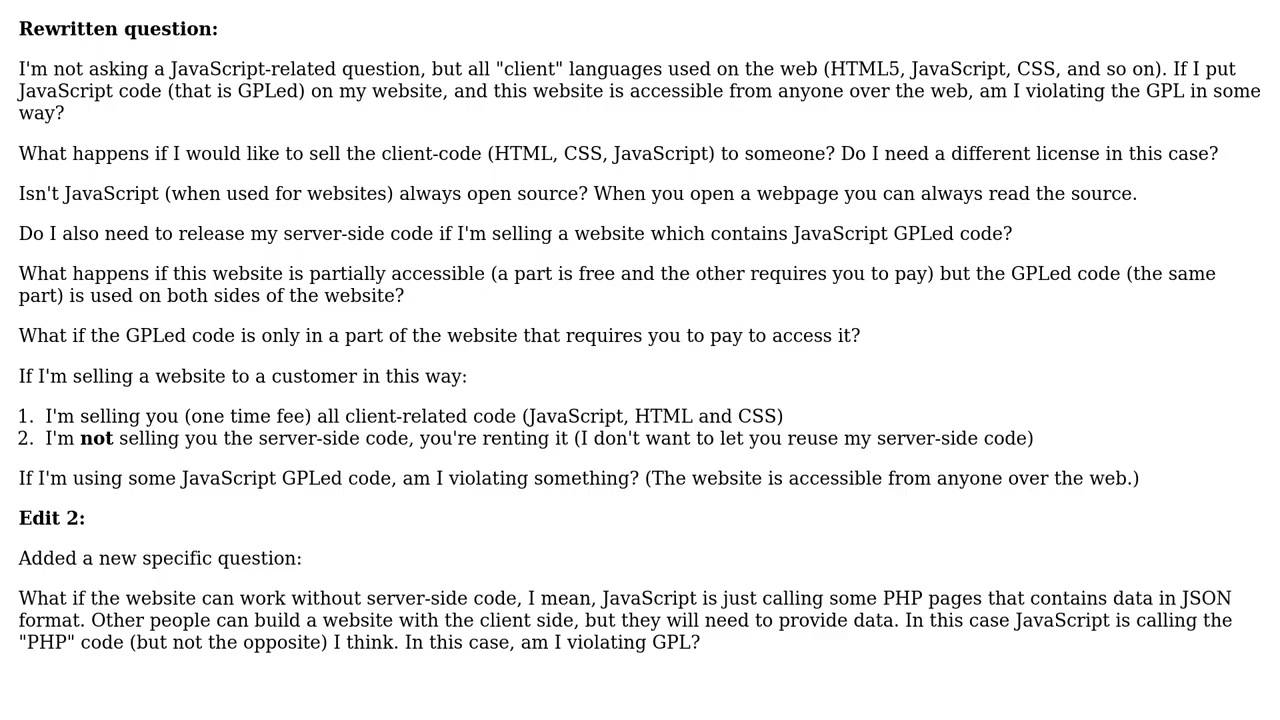 Rewritten question:
I'm not asking a JavaScript-related question, but all "client" languages used on the web (HTML5, JavaScript, CSS, and so on). If I put
JavaScript code (that is GPLed) on my website, and this website is accessible from anyone over the web, am I violating the GPL in some
way?
What happens if I would like to sell the client-code (HTML, CSS, JavaScript) to someone? Do I need a different license in this case?
Isn't JavaScript (when used for websites) always open source? When you open a webpage you can always read the source.
Do I also need to release my server-side code if I'm selling a website which contains JavaScript GPLed code?
What happens if this website is partially accessible (a part is free and the other requires you to pay) but the GPLed code (the same
part) is used on both sides of the website?
What if the GPLed code is only in a part of the website that requires you to pay to access it?
If I'm selling a website to a customer in this way:
1. I'm selling you (one time fee) all client-related code (JavaScript, HTML and CSS)
2. I'm not selling you the server-side code, you're renting it (I don't want to let you reuse my server-side code)
If I'm using some JavaScript GPLed code, am I violating something? (The website is accessible from anyone over the web.)
Edit 2:
Added a new specific question:
What if the website can work without server-side code, I mean, JavaScript is just calling some PHP pages that contains data in JSON
format. Other people can build a website with the client side, but they will need to provide data. In this case JavaScript is calling the
"PHP" code (but not the opposite) I think. In this case, am I violating GPL?